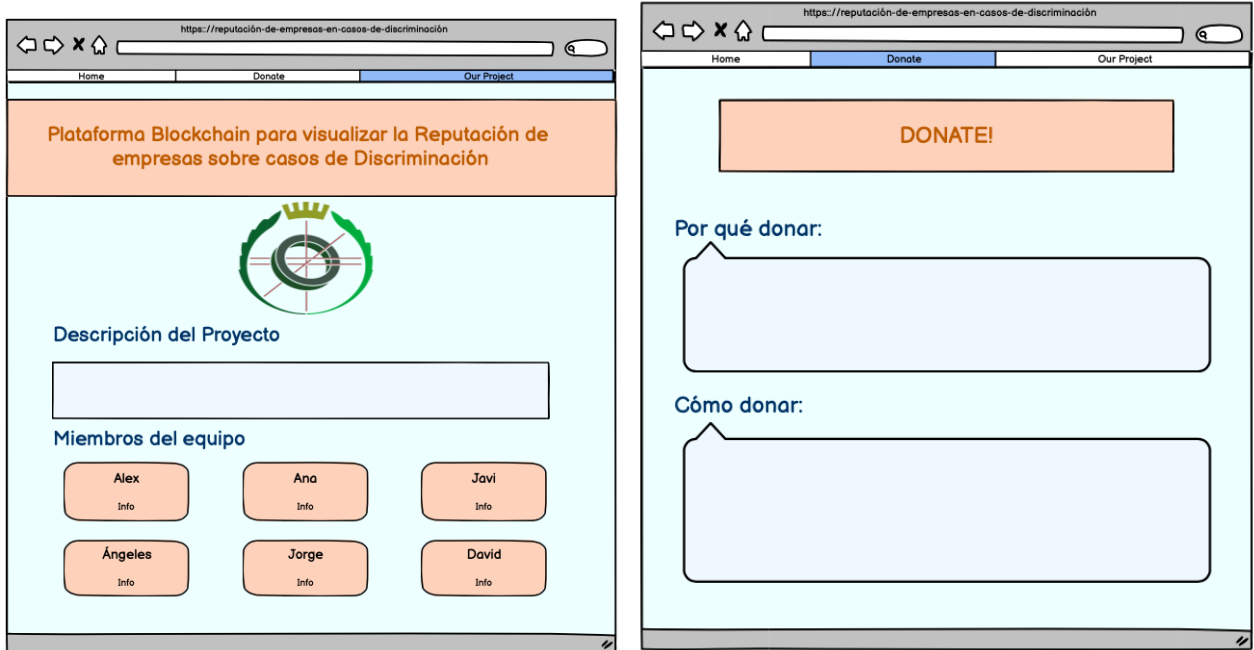 https://reputación-de-empresas-en-casos-de-discriminación
Home
Donate
Our Project
Plataforma Blockchain para visualizar la Reputación de
empresas sobre casos de Discriminación
Descripción del Proyecto
Miembros del equipo
Alex
Info
Ana
Info
Javi
Info
Ángeles
Info
Jorge
Info
David
Info
https://reputación-de-empresas-en-casos-de-discriminación
Home
Donate
Our Project
DONATE!
Por qué donar:
Cómo donar: